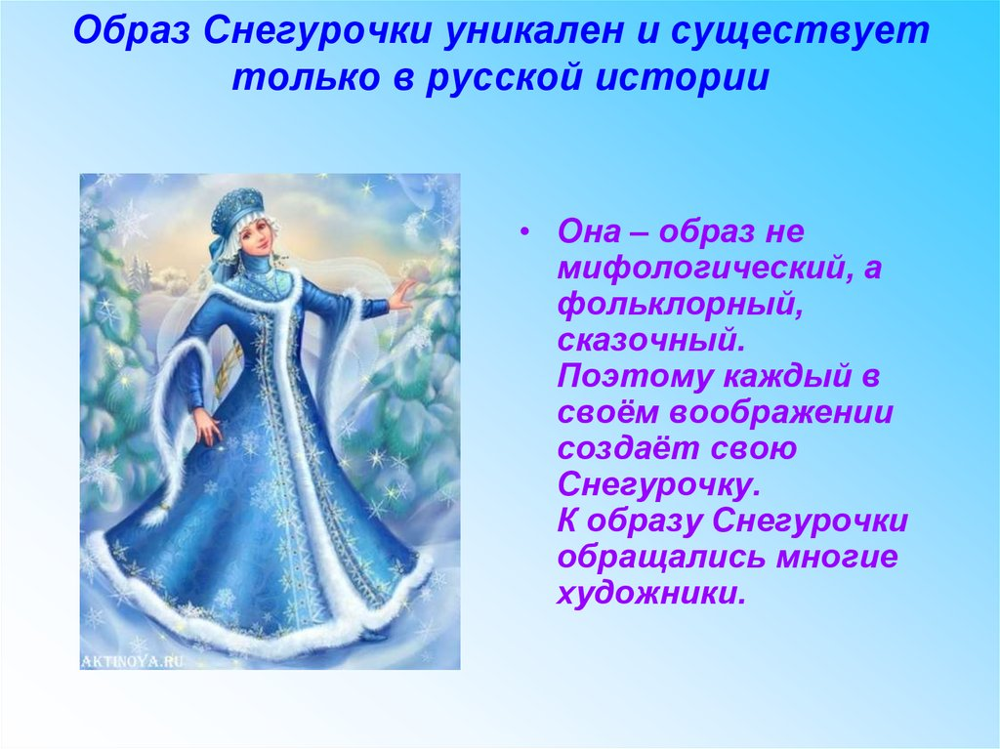 Образ Снегурочки уникален и существует
только в русской истории
• Она – образ не
мифологический, а
фольклорный,
сказочный.
Поэтому каждый в
своём воображении
создаёт свою
Снегурочку.
К образу Снегурочки
обращались многие
художники.
AKTINOYA.RU